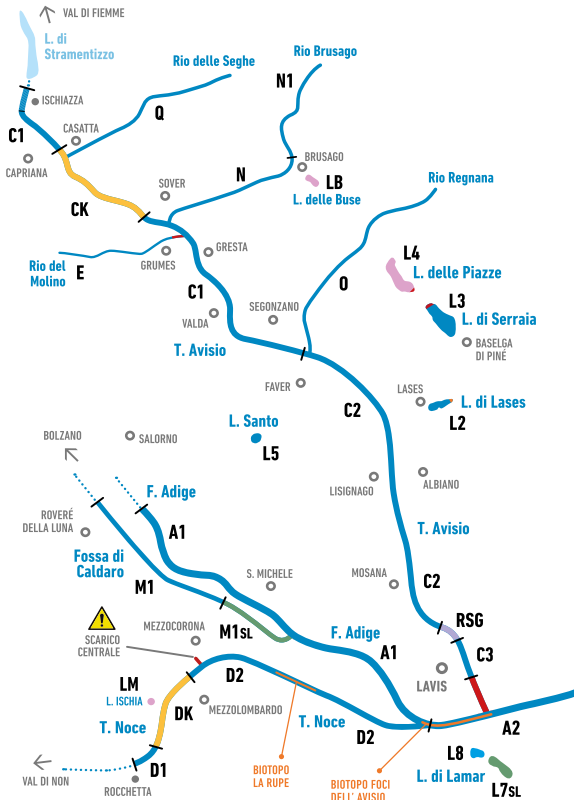 VAL DI FIEMME
L. di
Stramentizzo
ISCHIAZZA
C1
CASATTA
CAPRIANA
Rio delle Seghe
Q
Rio Brusago
N1
BRUSAGO
LB
L. delle Buse
N
SOVER
CK
Rio Regnana
GRUMES
GRESTA
Rio del
Molino
E
C1
VALDA
SEGONZANO
O
L4
L. delle Piazze
L3
L. di Serraia
BASELGA
DI PINÉ
T. Avisio
FAVER
C2
LASES
L. di Lases
L2
L. Santo
L5
BOLZANO
SALORNO
LISIGNAGO
ALBIANO
F. Adige
A1
ROVERÉ
DELLA LUNA
Fossa di
Caldaro
M1
T. Avisio
S. MICHELE
MOSANA
C2
M1SL
MEZZOCORONA
SCARICO
CENTRALE
F. Adige
A1
RSG
C3
LAVIS
D2
LM
L. ISCHIA
DK
MEZZOLOMBARDO
T. Noce
T. Noce
D2
A2
D1
VAL DI NON
ROCCHETTA
BIOTOPO
LA RUPE
BIOTOPO FOCI
DELL' AVISIO
L8
L. di Lamar
L7SL